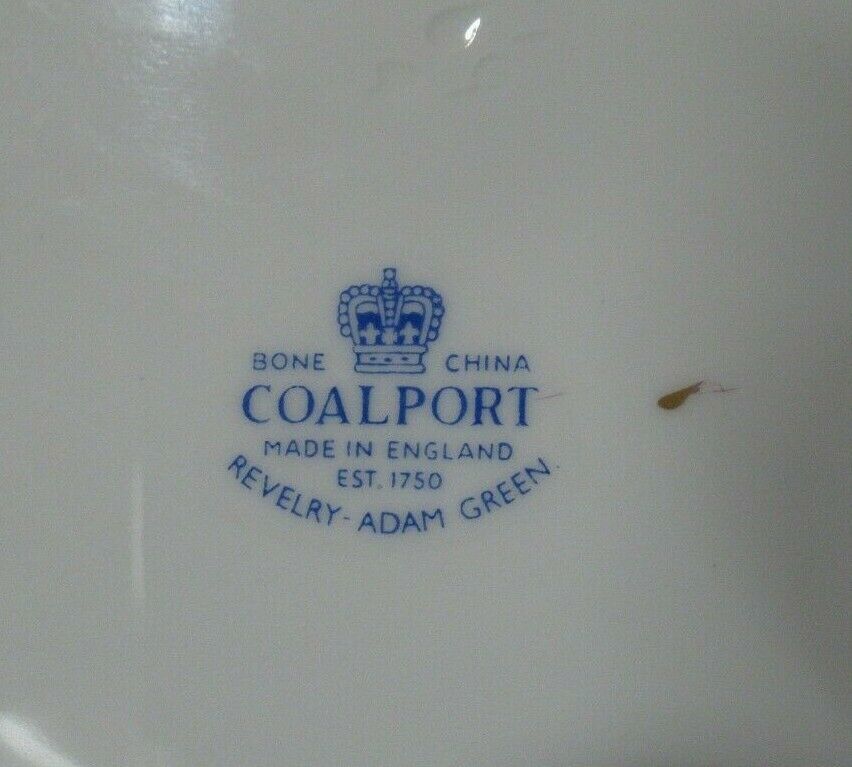 BONE CHINA
COALPORT
MADE IN ENGLAND
EST. 1750
REVELRY - ADAM GREEN.